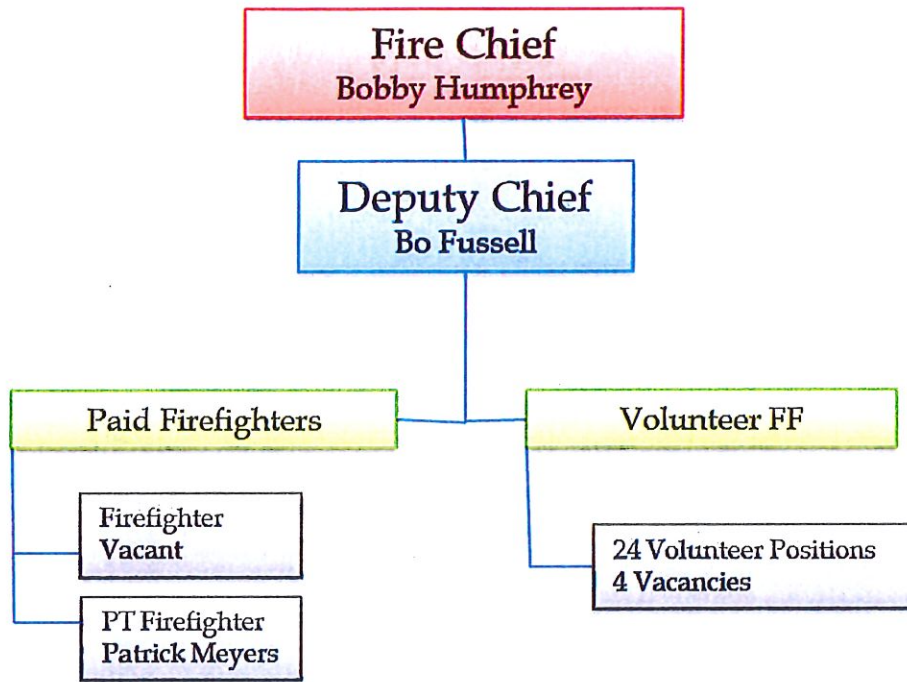 Fire Chief
Bobby Humphrey
Deputy Chief
Bo Fussell
Paid Firefighters
Volunteer FF
Firefighter
Vacant
PT Firefighter
Patrick Meyers
24 Volunteer Positions
4 Vacancies